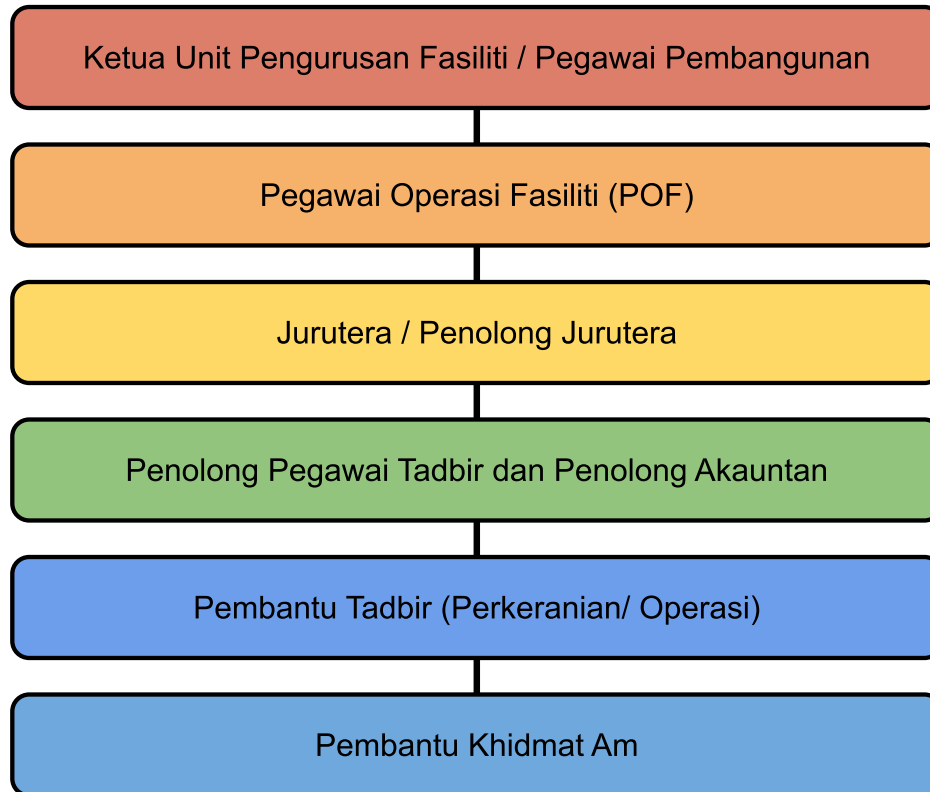 Ketua Unit Pengurusan Fasiliti / Pegawai Pembangunan
Pegawai Operasi Fasiliti (POF)
Jurutera / Penolong Jurutera
Penolong Pegawai Tadbir dan Penolong Akauntan
Pembantu Tadbir (Perkeranian/ Operasi)
Pembantu Khidmat Am